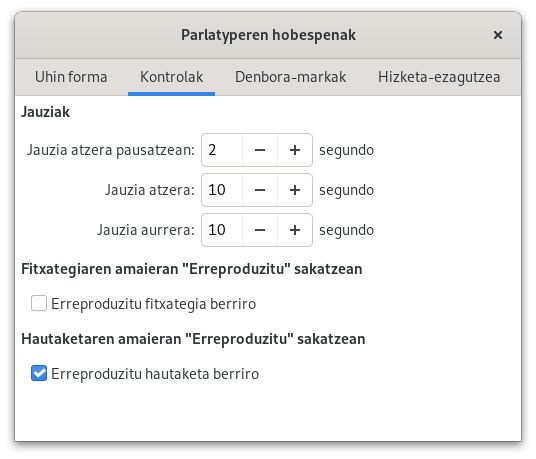 Parlatyperen hobespenak
Uhin forma Kontrolak Denbora-markak Hizketa-ezagutzea
Jauziak
Jauzia atzera pausatzean: 2 segundo
Jauzia atzera: 10 segundo
Jauzia aurrera: 10 segundo
Fitxategiaren amaieran "Erreproduzitu" sakatzean
Erreproduzitu fitxategia berriro
Hautaketaren amaieran "Erreproduzitu" sakatzean
Erreproduzitu hautaketa berriro